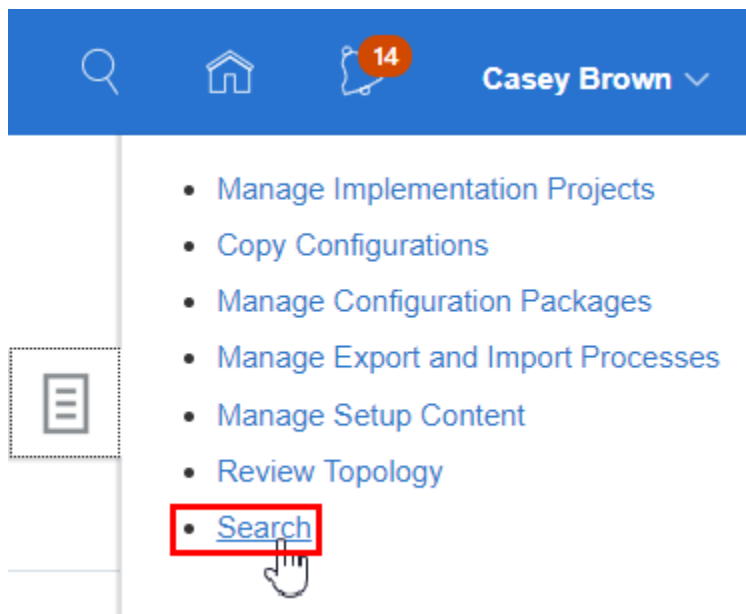 14
Casey Brown
Manage Implementation Projects
Copy Configurations
Manage Configuration Packages
Manage Export and Import Processes
Manage Setup Content
Review Topology
Search